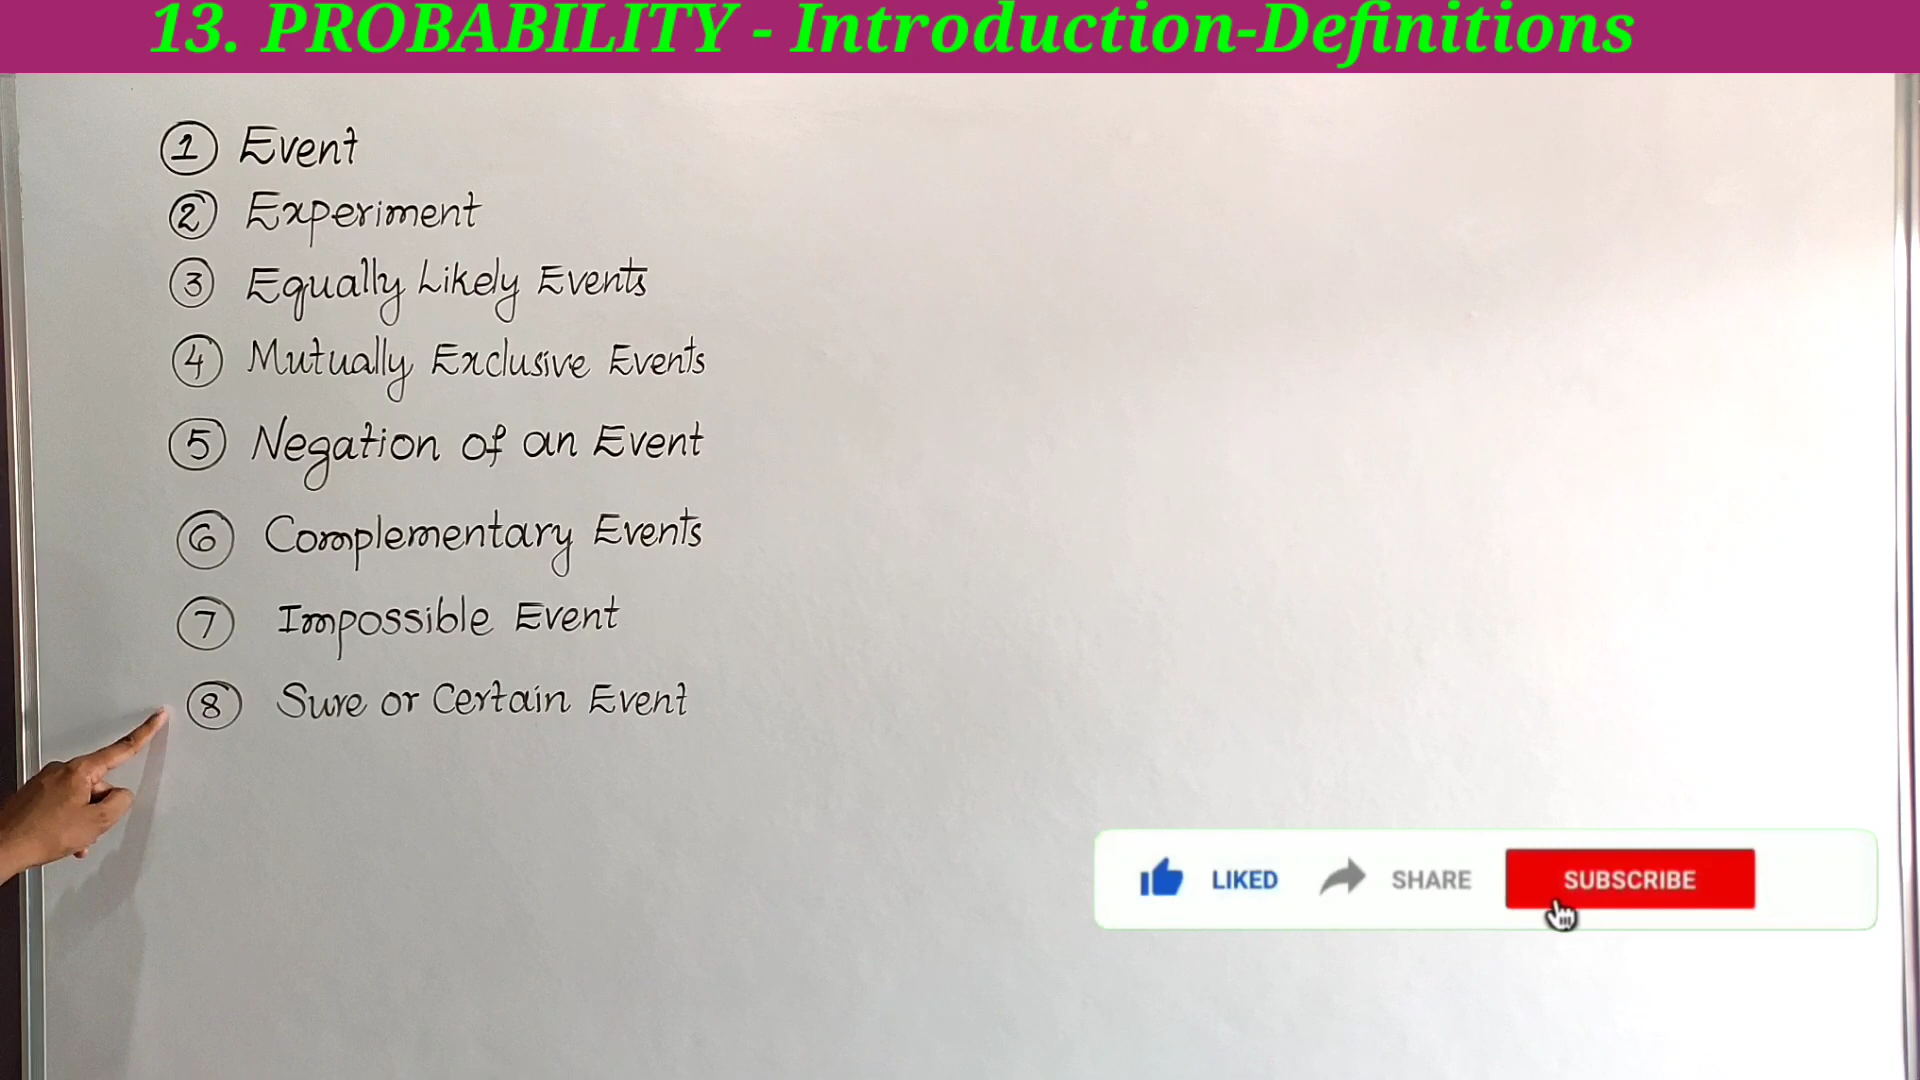 13. PROBABILITY - Introduction-Definitions
1 Event
2 Experiment
3 Equally Likely Events
4 Mutually Exclusive Events
5 Negation of an Event
6 Complementary Events
7 Impossible Event
8 Sure or Certain Event
LIKED SHARE SUBSCRIBE